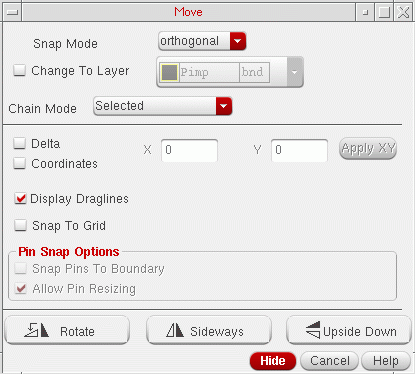 Move
Snap Mode orthogonal
Change To Layer Pimp bnd
Chain Mode Selected
Delta X 0 Y 0 Apply XY
Coordinates
Display Draglines
Snap To Grid
Pin Snap Options
Snap Pins To Boundary
Allow Pin Resizing
Rotate Sideways Upside Down
Hide Cancel Help